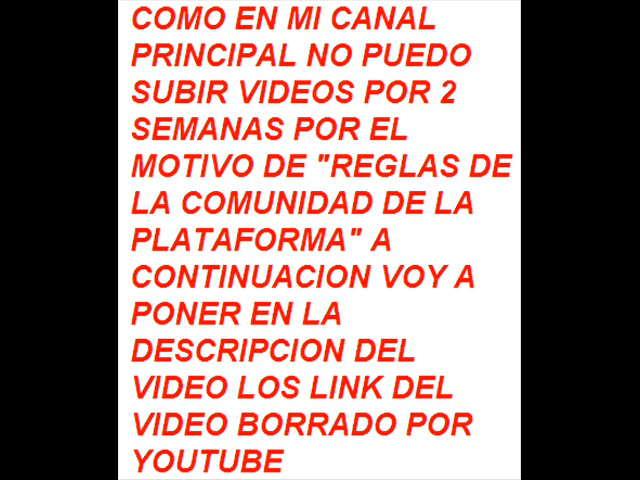 COMO EN MI CANAL
PRINCIPAL NO PUEDO
SUBIR VIDEOS POR 2
SEMANAS POR EL
MOTIVO DE "REGLAS DE
LA COMUNIDAD DE LA
PLATAFORMA" A
CONTINUACION VOY A
PONER EN LA
DESCRIPCION DEL
VIDEO LOS LINK DEL
VIDEO BORRADO POR
YOUTUBE